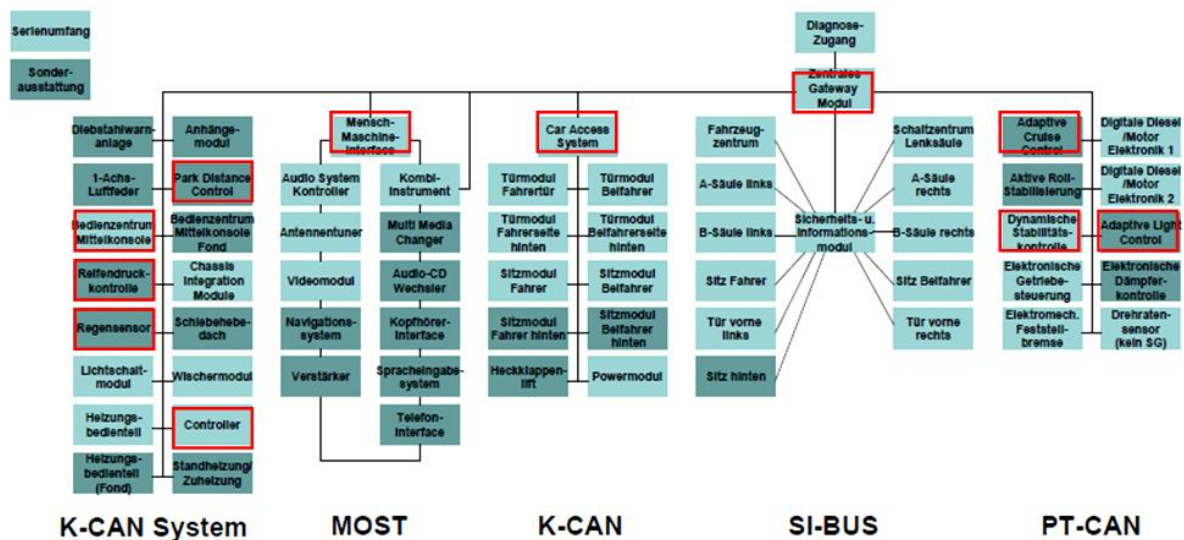 Serienumfang
Sonder-
ausstattung
Diagnose-
Zugang
Zentrales
Gateway
Modul
Diebstahlwarn-
anlage
Anhänge-
modul
1-Achs-
Luftfeder
Park Distance
Control
Bedienzentrum
Mittelkonsole
Bedienzentrum
Mittelkonsole
Fond
Reifendruck-
kontrolle
Chassis
Integration
Module
Regensensor
Schiebehebe-
dach
Lichtschalt-
modul
Wischermodul
Heizungs-
bedienteil
Controller
Heizungs-
bedienteil
(Fond)
Standheizung/
Zuheizung
K-CAN System
Mensch-
Maschine-
Interface
Audio System
Kontroller
Kombi-
Instrument
Antennentuner
Multi Media
Changer
Videomodul
Audio-CD
Wechsler
Navigations-
system
Kopfhörer-
Interface
Verstärker
Spracheingabe-
system
Telefon-
Interface
MOST
Car Access
System
Türmodul
Fahrertür
Türmodul
Beifahrer
Türmodul
Fahrerseite
hinten
Türmodul
Beifahrerseite
hinten
Sitzmodul
Fahrer
Sitzmodul
Beifahrer
Sitzmodul
Fahrer hinten
Sitzmodul
Beifahrer
hinten
Heckklappen-
lift
Powermodul
K-CAN
Fahrzeug-
zentrum
Schaltzentrum
Lenksäule
A-Säule links
A-Säule
rechts
Sicherheits- u.
Informations-
modul
B-Säule links
B-Säule rechts
Sitz Fahrer
Sitz Beifahrer
Tür vorne
links
Tür vorne
rechts
Sitz hinten
SI-BUS
Adaptive
Cruise
Control
Digitale Diesel
/Motor
Elektronik 1
Aktive Roll-
Stabilisierung
Digitale Diesel
/Motor
Elektronik 2
Dynamische
Stabilitäts-
kontrolle
Adaptive Light
Control
Elektronische
Getriebe-
steuerung
Elektronische
Dämpfer-
kontrolle
Elektromech.
Feststell-
bremse
Drehraten-
sensor
(kein SG)
PT-CAN